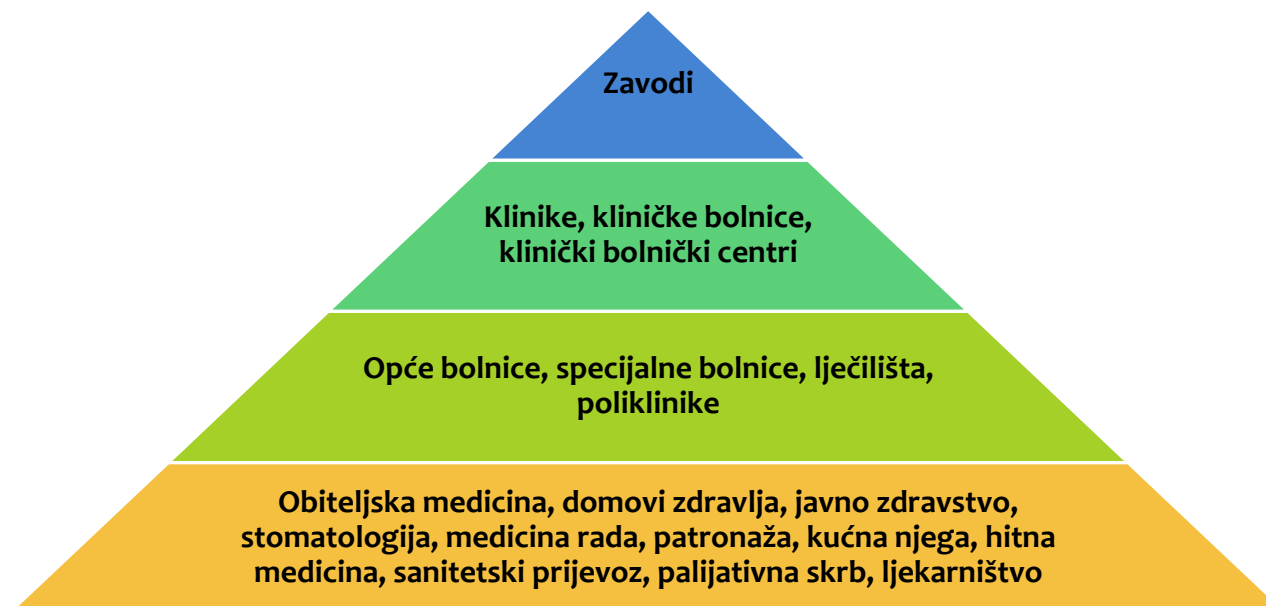 Zavodi
Klinike, kliničke bolnice,
klinički bolnički centri
Opće bolnice, specijalne bolnice, lječilišta,
poliklinike
Obiteljska medicina, domovi zdravlja, javno zdravstvo,
stomatologija, medicina rada, patronaža, kućna njega, hitna
medicina, sanitetski prijevoz, palijativna skrb, ljekarništvo